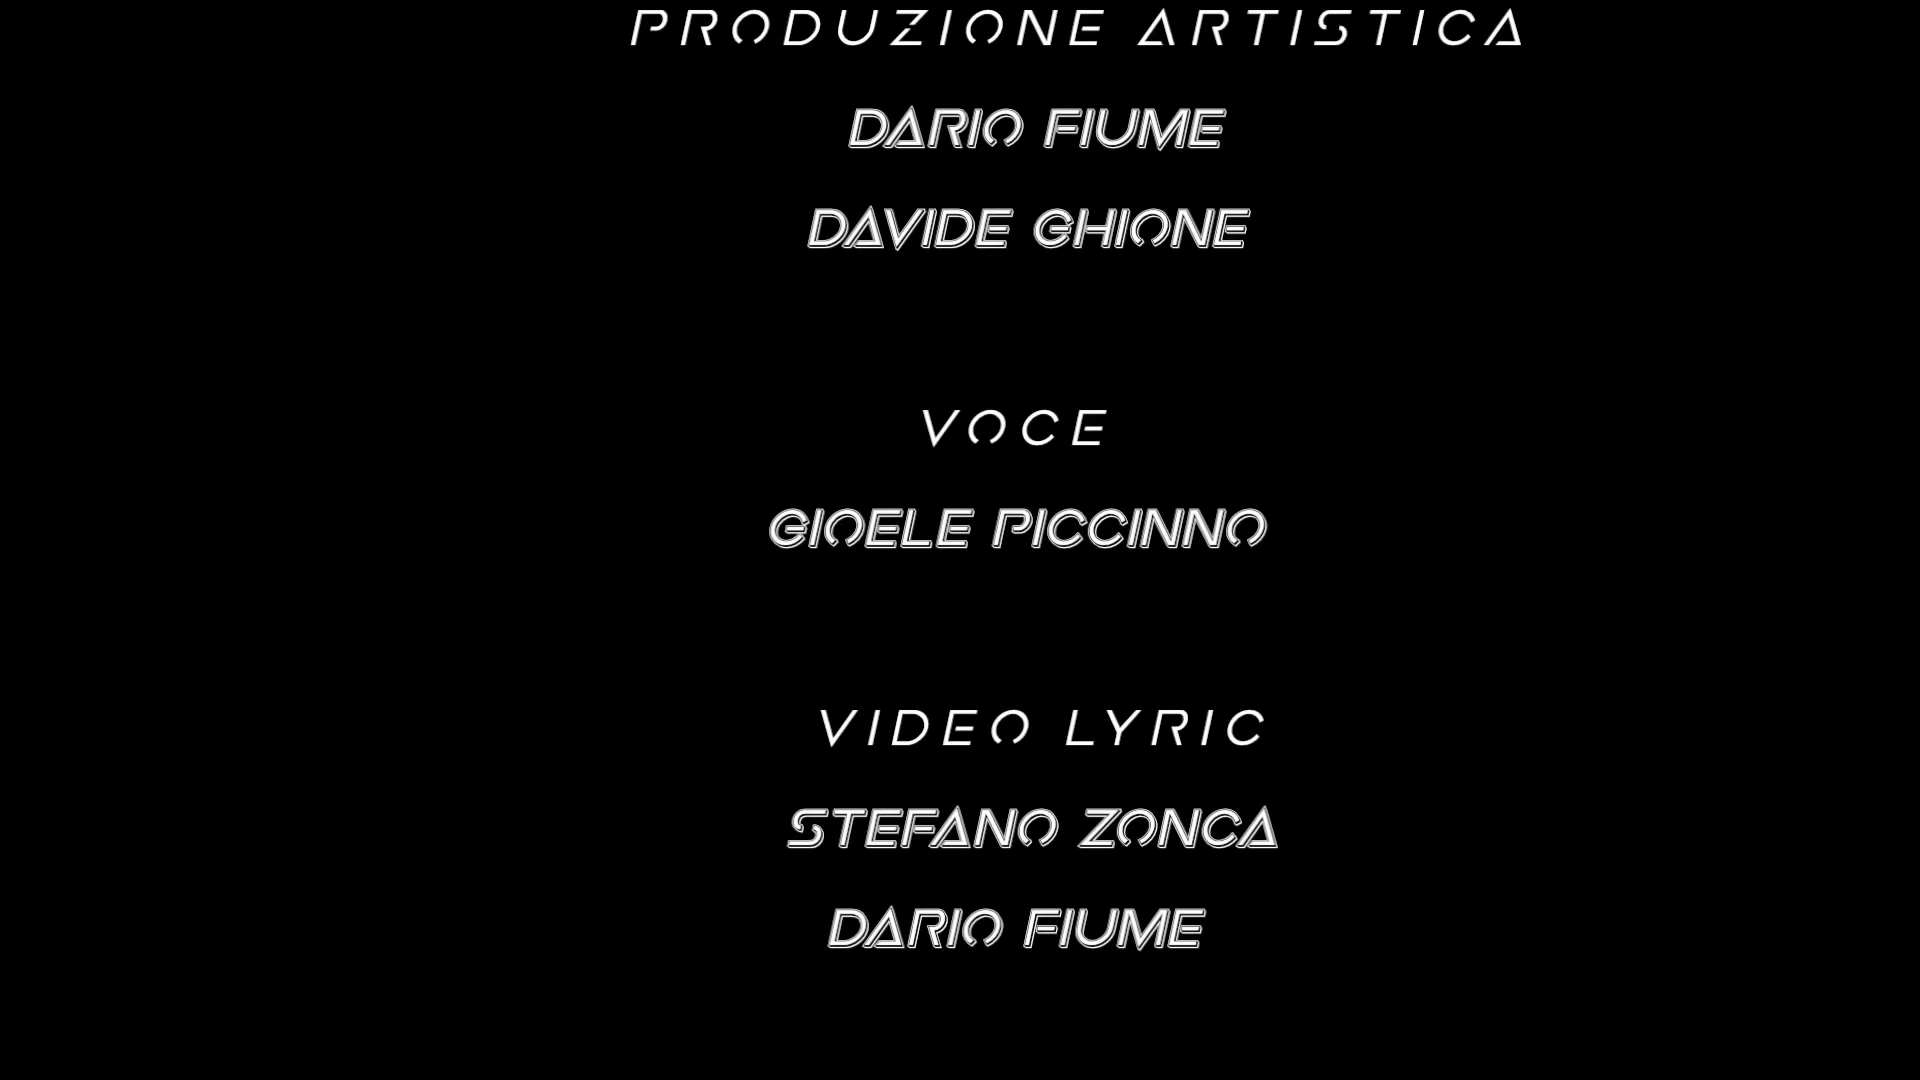 PRODUZIONE ARTISTICA
DARIO FIUME
DAVIDE GHIONE
VOCE
GIOELE PICCINNO
VIDEO LYRIC
STEFANO ZONCA
DARIO FIUME